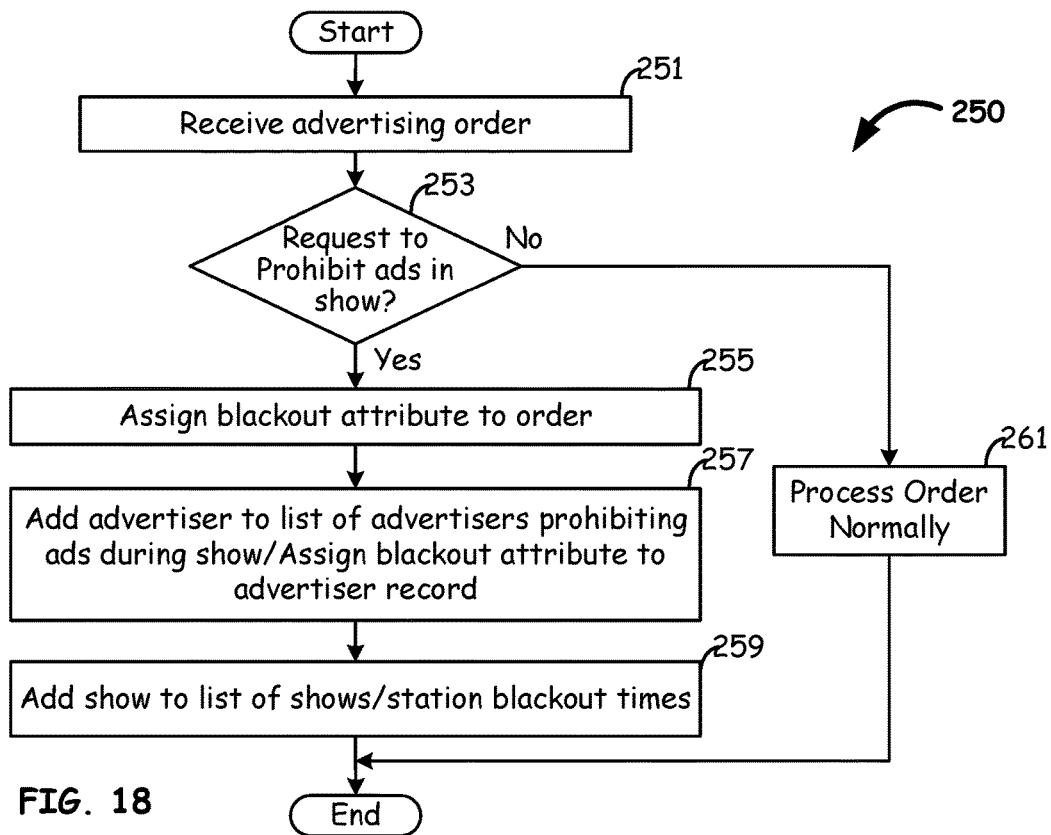 Start
251
Receive advertising order
250
253
Request to
Prohibit ads in
show?
No
Yes
255
Assign blackout attribute to order
257
Add advertiser to list of advertisers prohibiting
ads during show/Assign blackout attribute to
advertiser record
261
Process Order
Normally
259
Add show to list of shows/station blackout times
FIG. 18
End